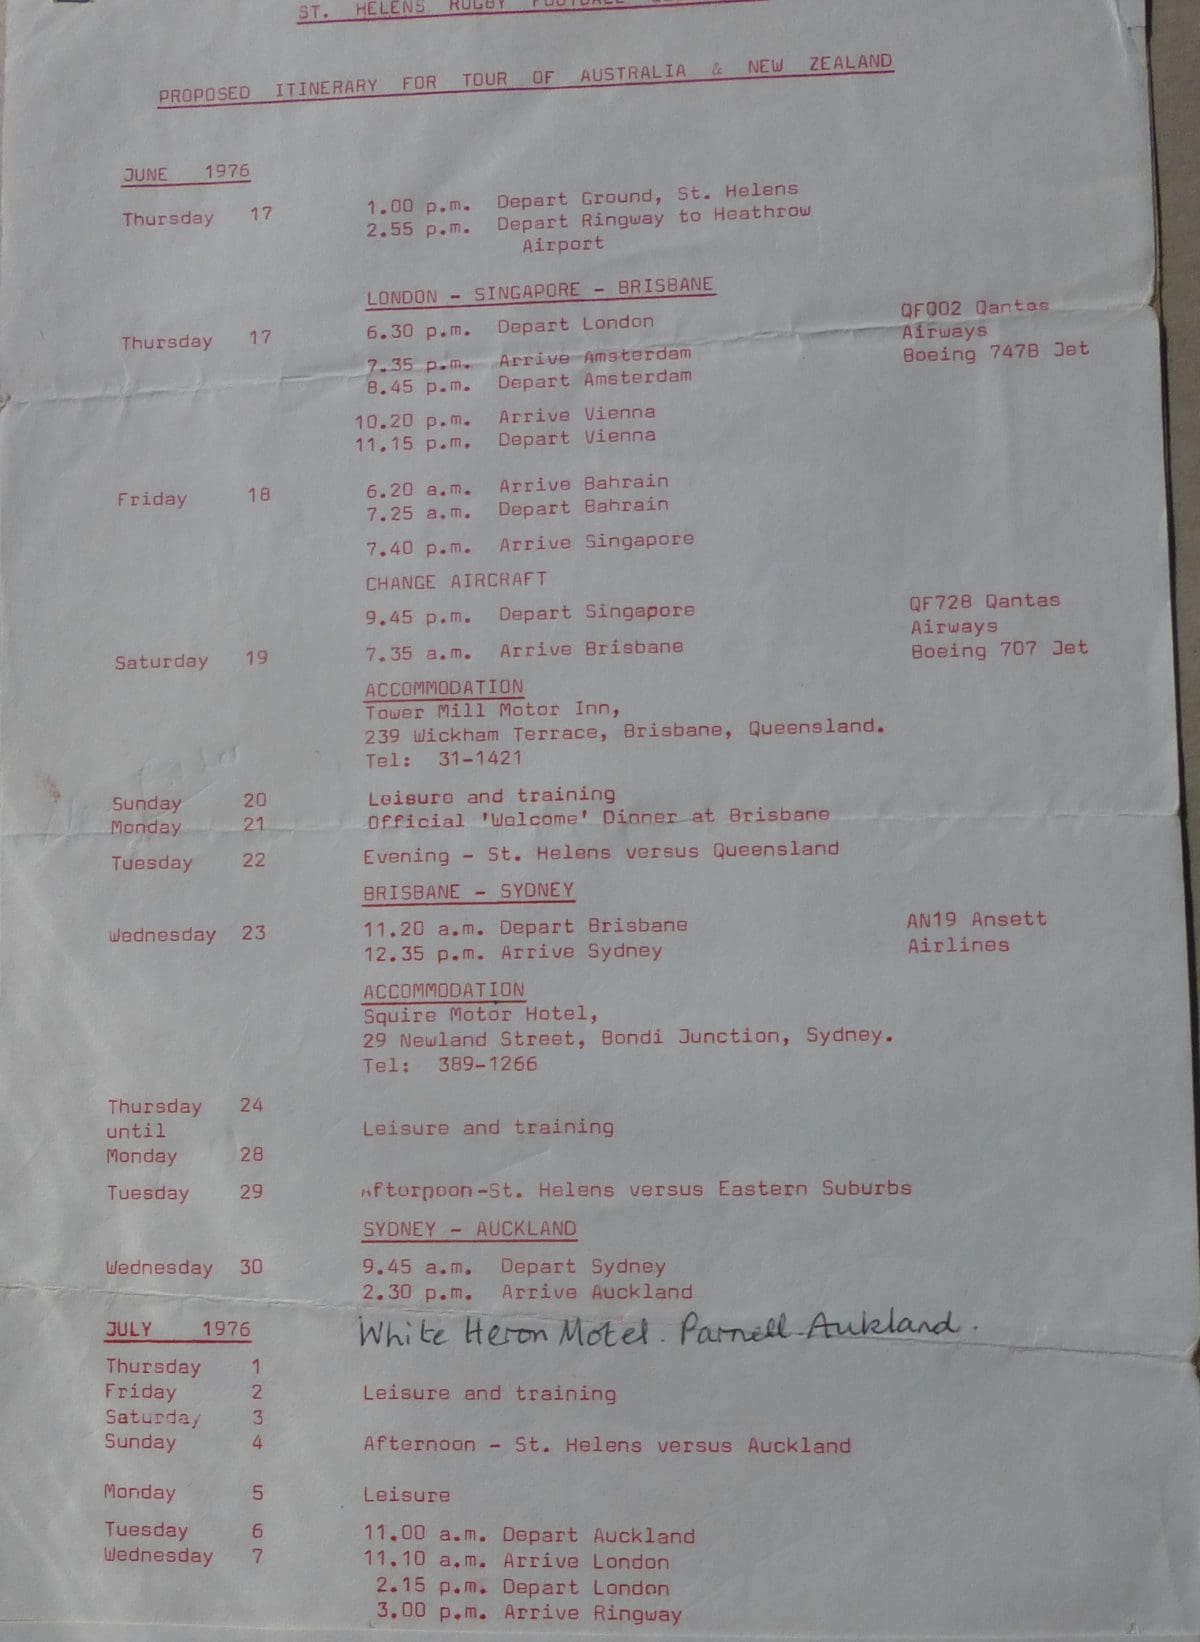 ST. HELENS RUGBY FOOTBALL
PROPOSED ITINERARY FOR TOUR OF AUSTRALIA & NEW ZEALAND
JUNE 1976
Thursday 17 1.00 p.m. Depart Ground, St. Helens
2.55 p.m. Depart Ringway to Heathrow
Airport
LONDON - SINGAPORE - BRISBANE
Thursday 17 6.30 p.m. Depart London QF002 Qantas
Airways
7.35 p.m. Arrive Amsterdam Boeing 747B Jet
8.45 p.m. Depart Amsterdam
10.20 p.m. Arrive Vienna
11.15 p.m. Depart Vienna
Friday 18 6.20 a.m. Arrive Bahrain
7.25 a.m. Depart Bahrain
7.40 p.m. Arrive Singapore
CHANGE AIRCRAFT
9.45 p.m. Depart Singapore QF728 Qantas
Airways
Saturday 19 7.35 a.m. Arrive Brisbane Boeing 707 Jet
ACCOMMODATION
Tower Mill Motor Inn,
239 Wickham Terrace, Brisbane, Queensland.
Tel: 31-1421
Sunday 20 Leisure and training
Monday 21 Official 'Welcome' Dinner at Brisbane
Tuesday 22 Evening - St. Helens versus Queensland
BRISBANE - SYDNEY
Wednesday 23 11.20 a.m. Depart Brisbane AN19 Ansett
12.35 p.m. Arrive Sydney Airlines
ACCOMMODATION
Squire Motor Hotel,
29 Newland Street, Bondi Junction, Sydney.
Tel: 389-1266
Thursday 24
until Leisure and training
Monday 28
Tuesday 29 Afternoon -St. Helens versus Eastern Suburbs
SYDNEY - AUCKLAND
Wednesday 30 9.45 a.m. Depart Sydney
2.30 p.m. Arrive Auckland
JULY 1976 White Heron Motel. Parnell Aukland.
Thursday 1
Friday 2 Leisure and training
Saturday 3
Sunday 4 Afternoon - St. Helens versus Auckland
Monday 5 Leisure
Tuesday 6 11.00 a.m. Depart Auckland
Wednesday 7 11.10 a.m. Arrive London
2.15 p.m. Depart London
3.00 p.m. Arrive Ringway